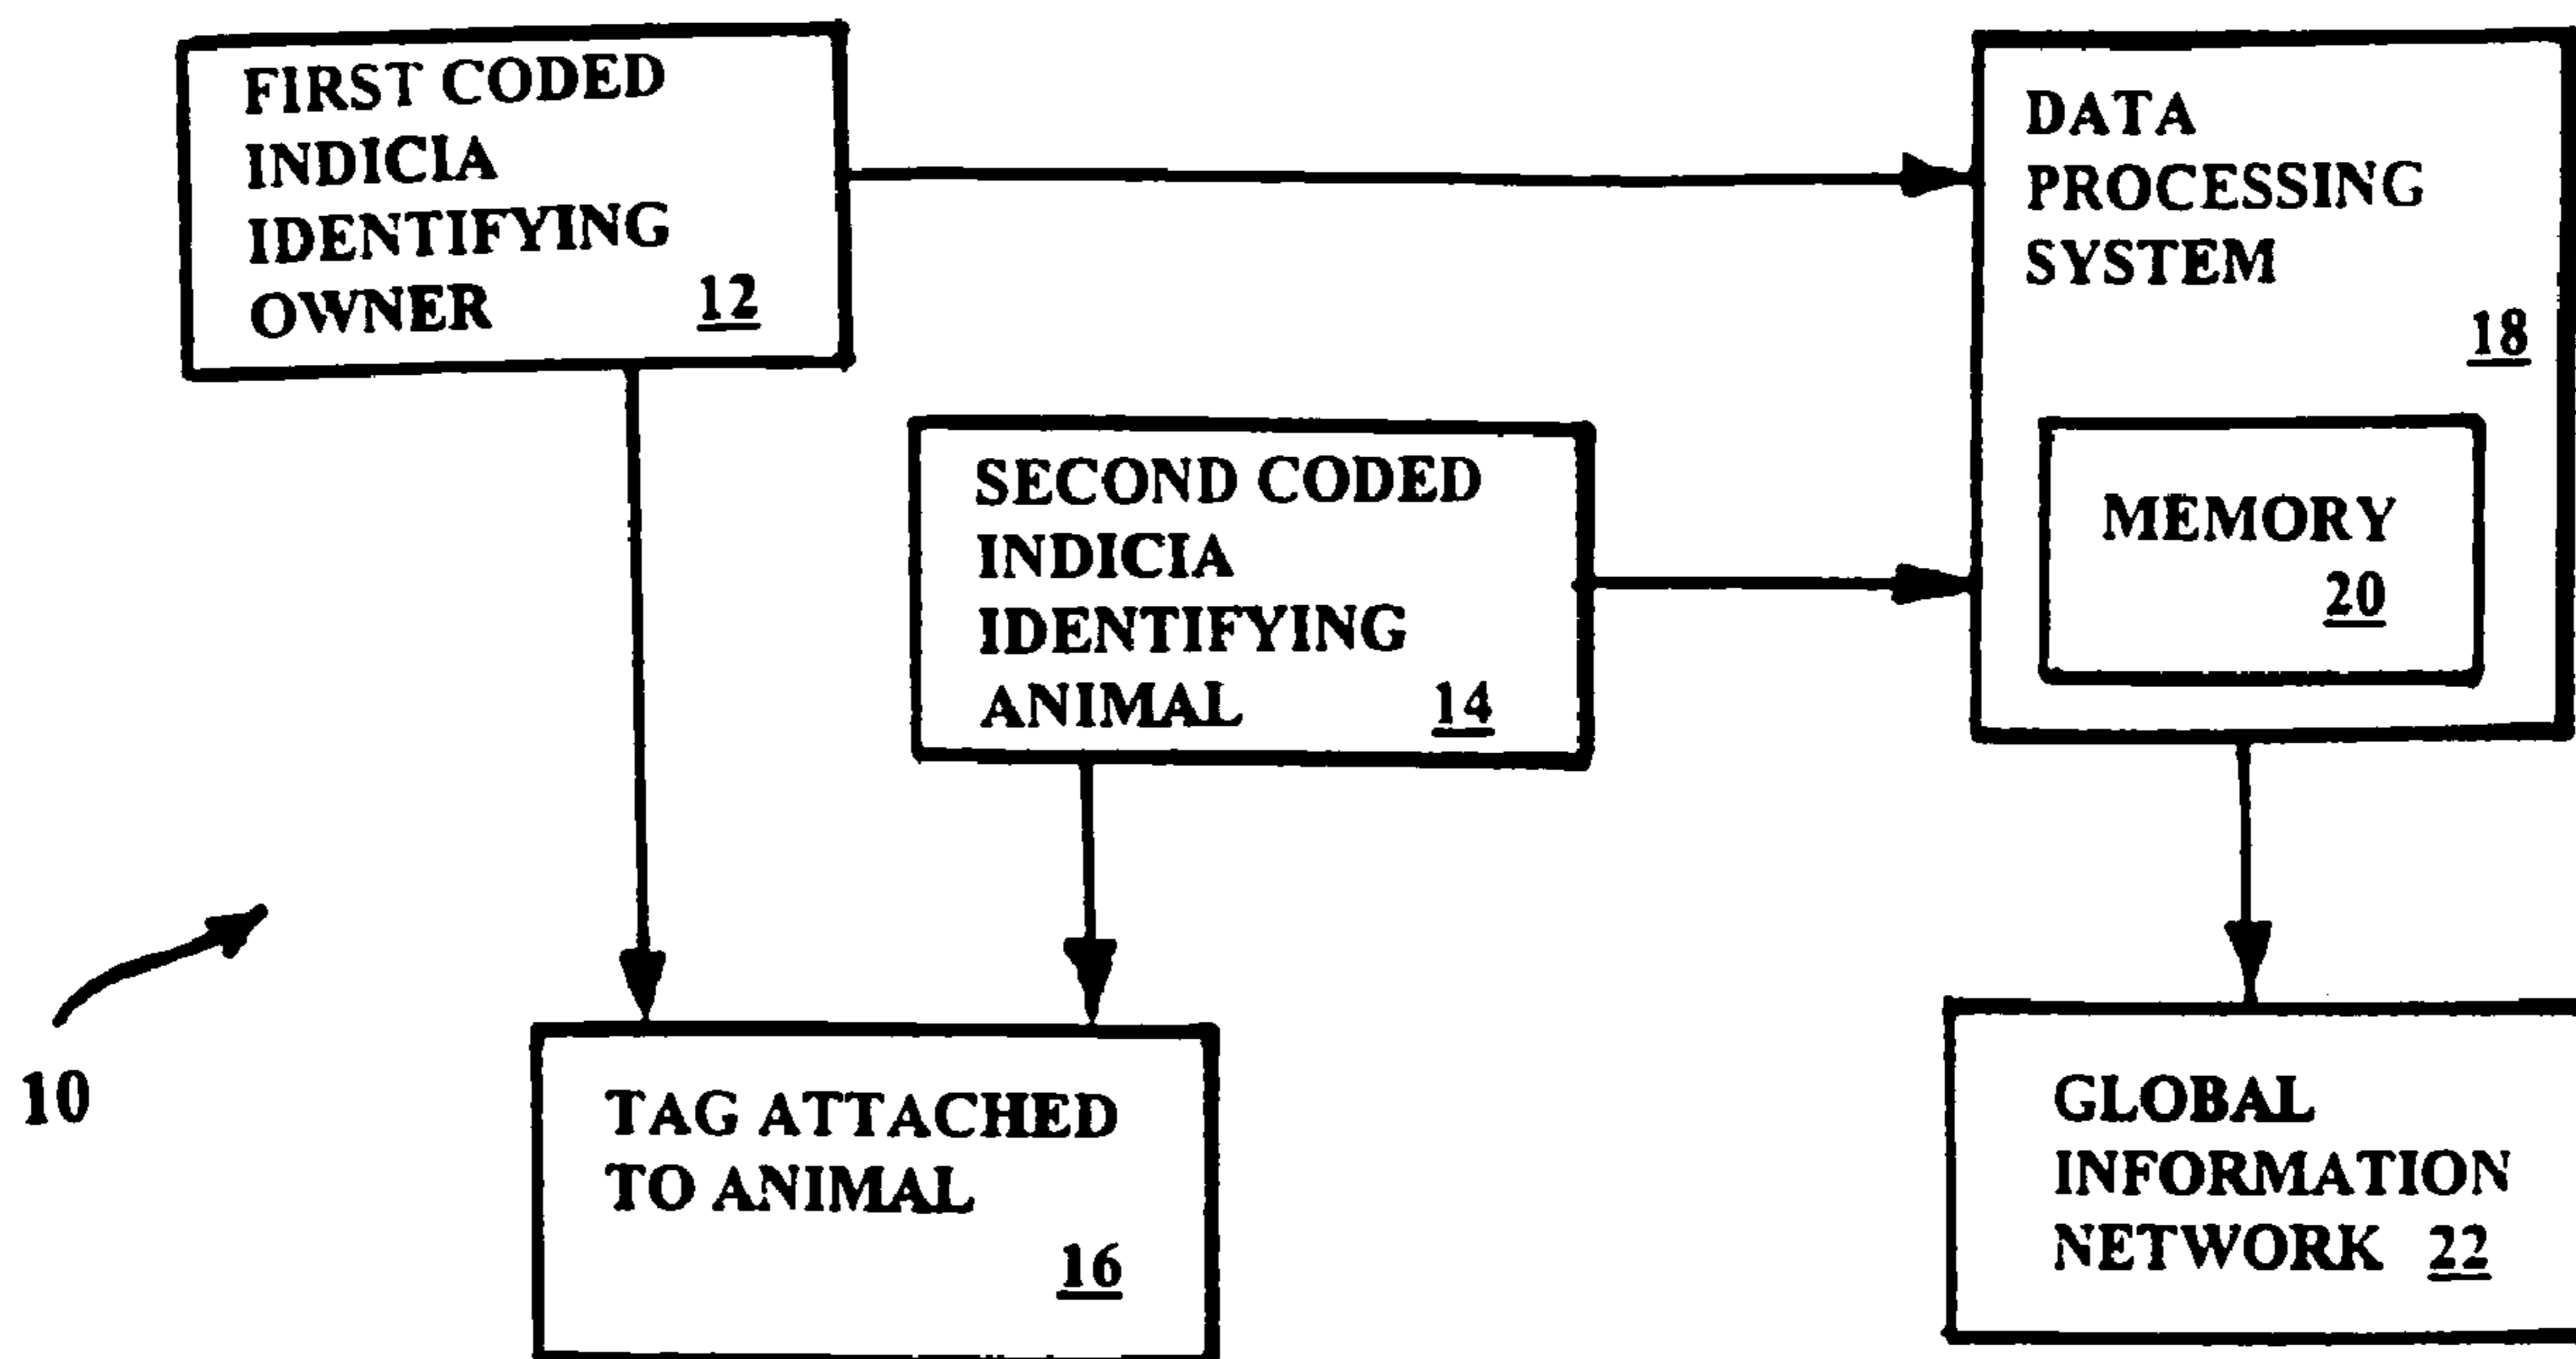 FIRST CODED
INDICIA
IDENTIFYING
OWNER 12
DATA
PROCESSING
SYSTEM
18
SECOND CODED
INDICIA
IDENTIFYING
ANIMAL 14
MEMORY
20
10
TAG ATTACHED
TO ANIMAL
16
GLOBAL
INFORMATION
NETWORK 22